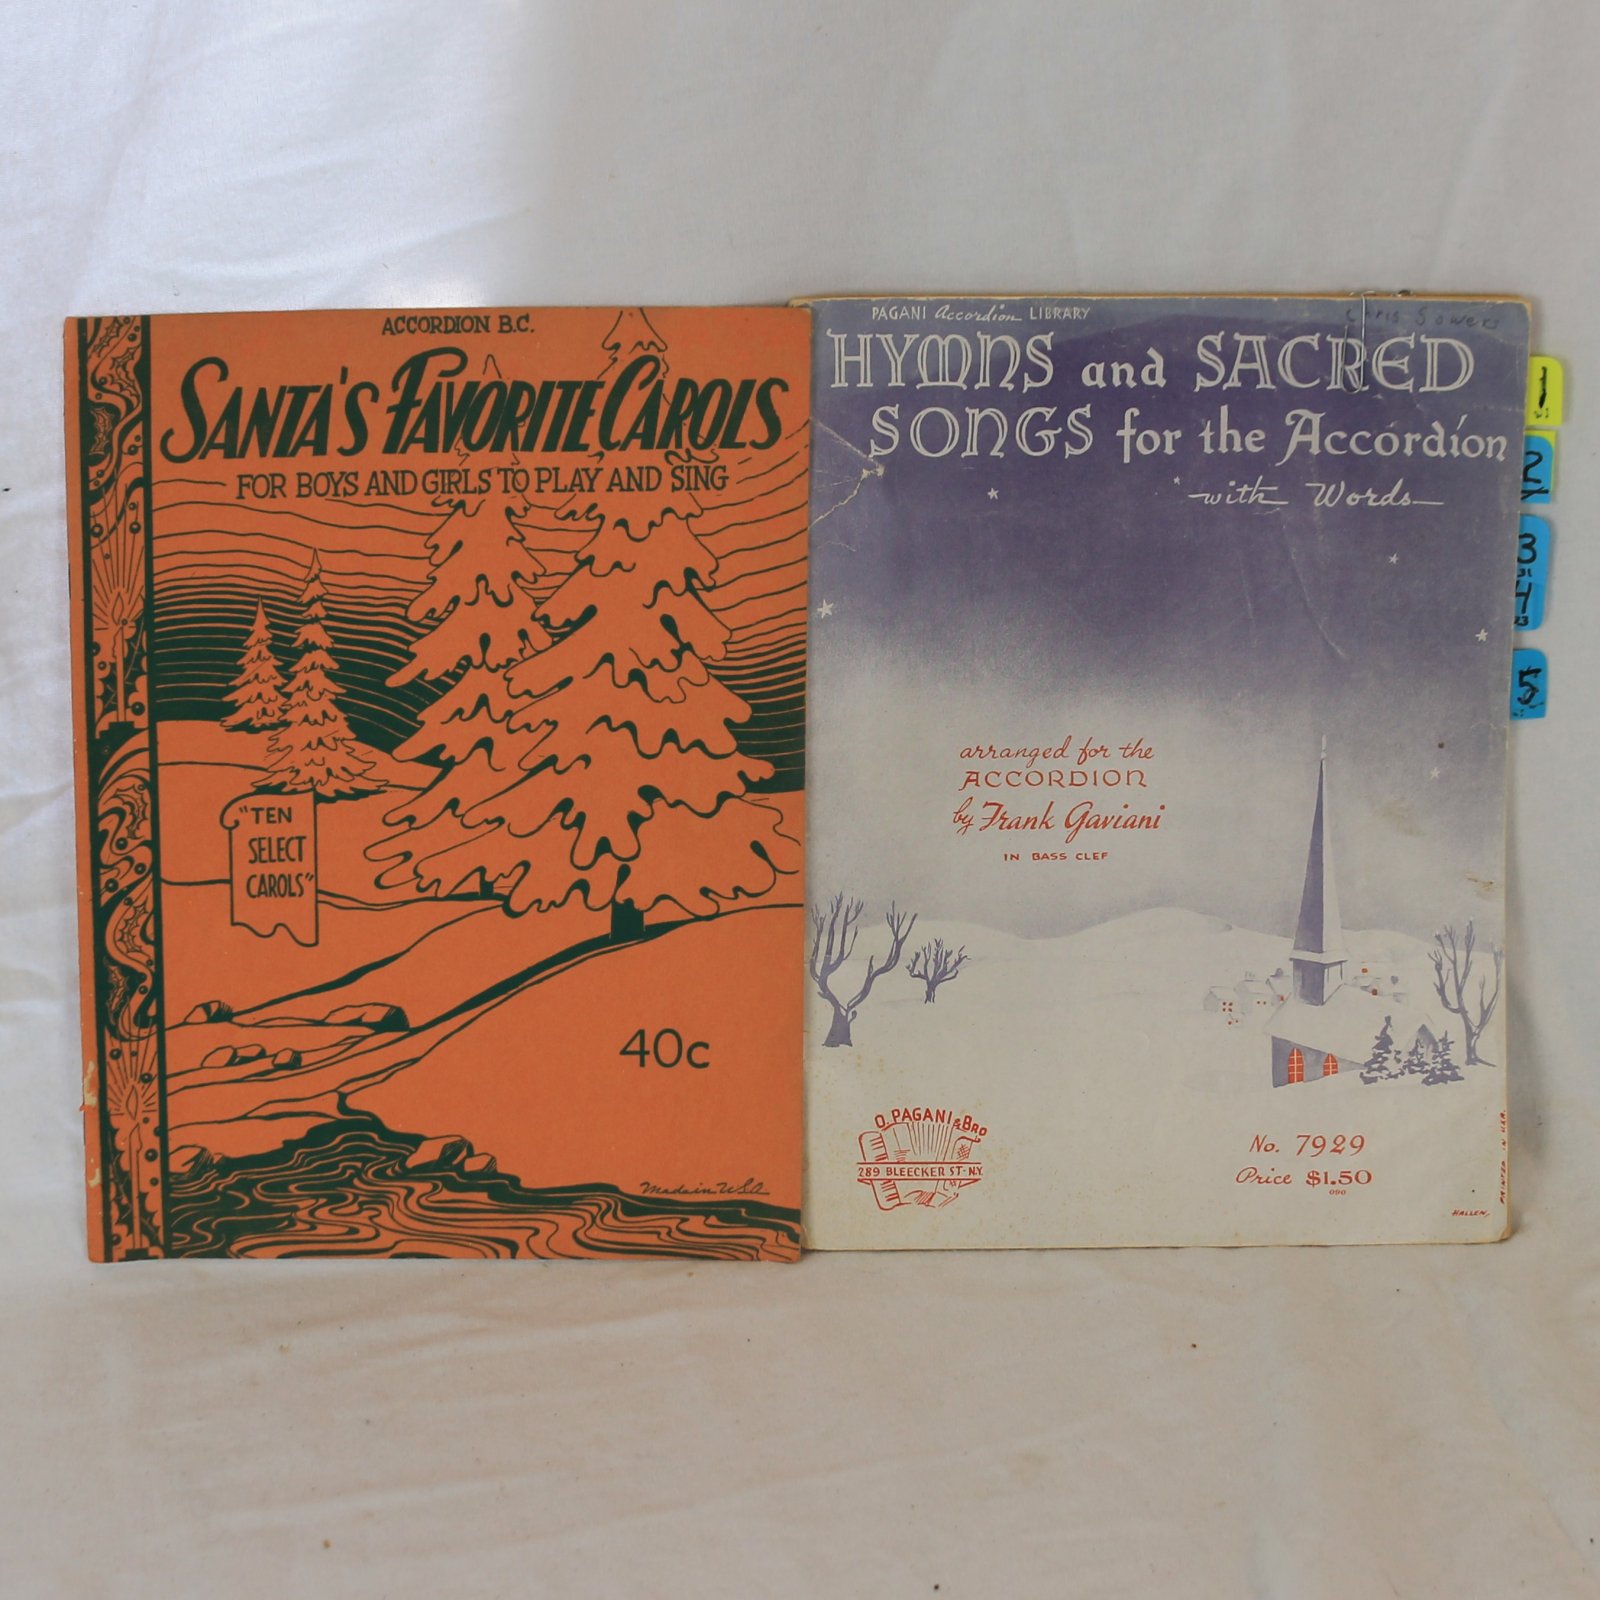 ACCORDION B.C.
SANTA'S FAVORITE CAROLS
FOR BOYS AND GIRLS TO PLAY AND SING
"TEN
SELECT
CAROLS"
40c
Made in U.S.A.
PAGANI Accordion LIBRARY
Chris Sowers
HYMNS and SACRED
SONGS for the Accordion
with Words
arranged for the
ACCORDION
by Frank Gaviani
IN BASS CLEF
O. PAGANI & BRO
289 BLEECKER ST-N.Y.
No. 7929
Price $1.50
090
HALLEN,
PRINTED IN U.S.A.
1
2
3
4
5